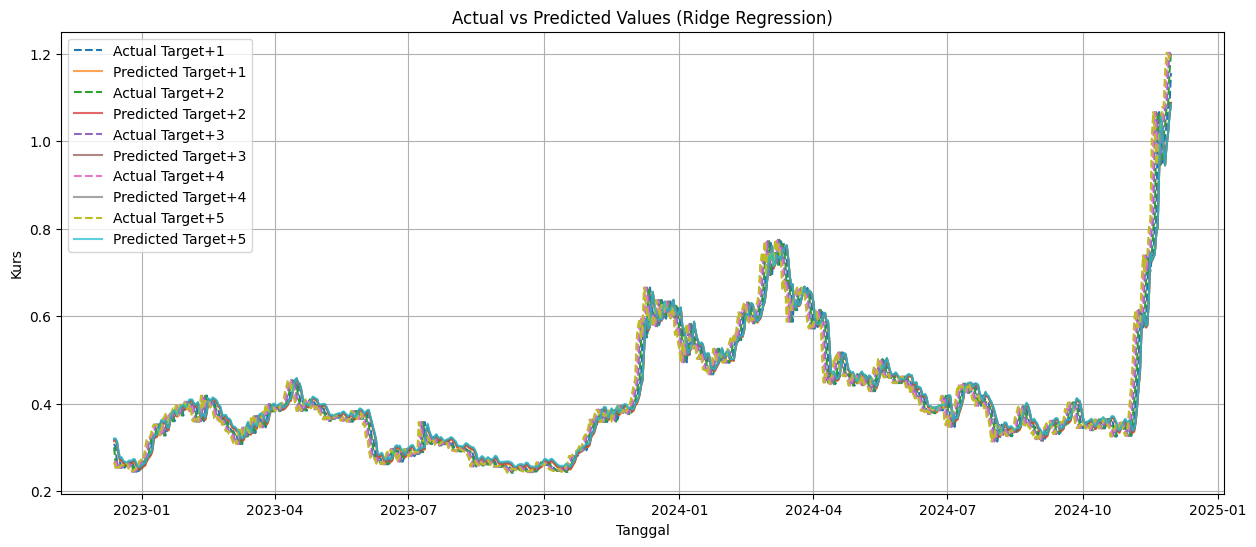 Actual vs Predicted Values (Ridge Regression)
Actual Target+1
Predicted Target+1
Actual Target+2
Predicted Target+2
Actual Target+3
Predicted Target+3
Actual Target+4
Predicted Target+4
Actual Target+5
Predicted Target+5
Kurs
1.2
1.0
0.8
0.6
0.4
0.2
2023-01 2023-04 2023-07 2023-10 2024-01 2024-04 2024-07 2024-10 2025-01
Tanggal